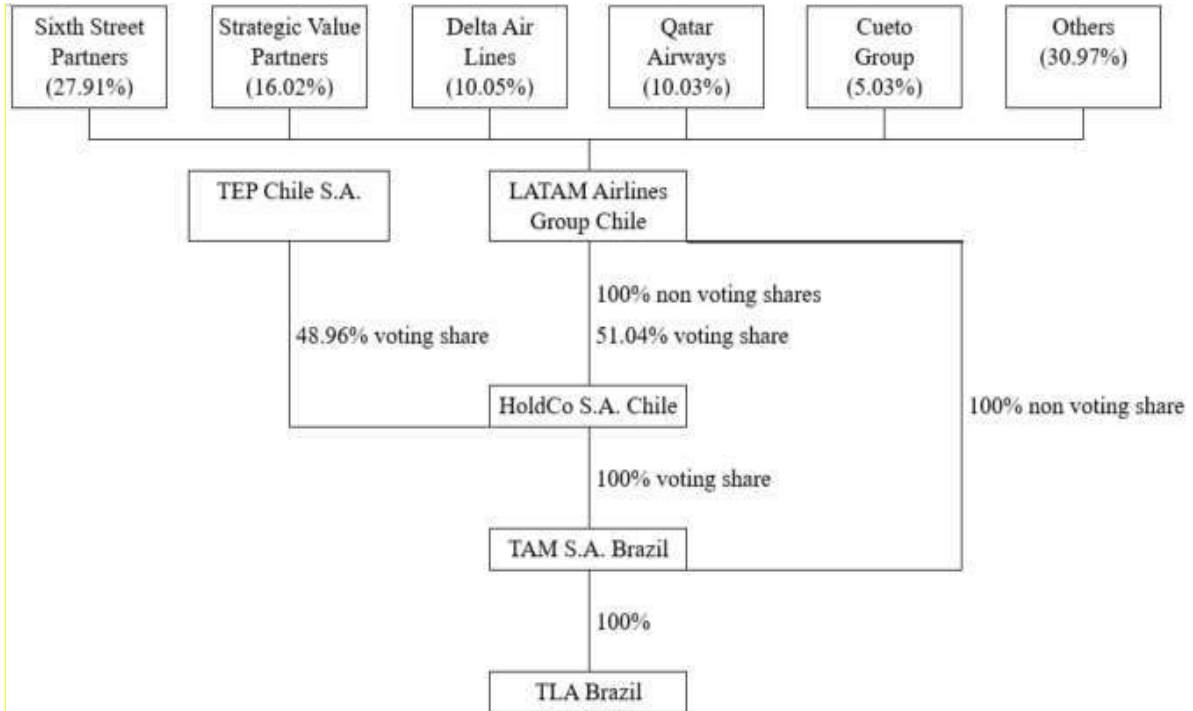 Sixth Street
Partners
(27.91%)
Strategic Value
Partners
(16.02%)
Delta Air
Lines
(10.05%)
Qatar
Airways
(10.03%)
Cueto
Group
(5.03%)
Others
(30.97%)
TEP Chile S.A.
LATAM Airlines
Group Chile
100% non voting shares
48.96% voting share
51.04% voting share
HoldCo S.A. Chile
100% non voting share
100% voting share
TAM S.A. Brazil
100%
TLA Brazil